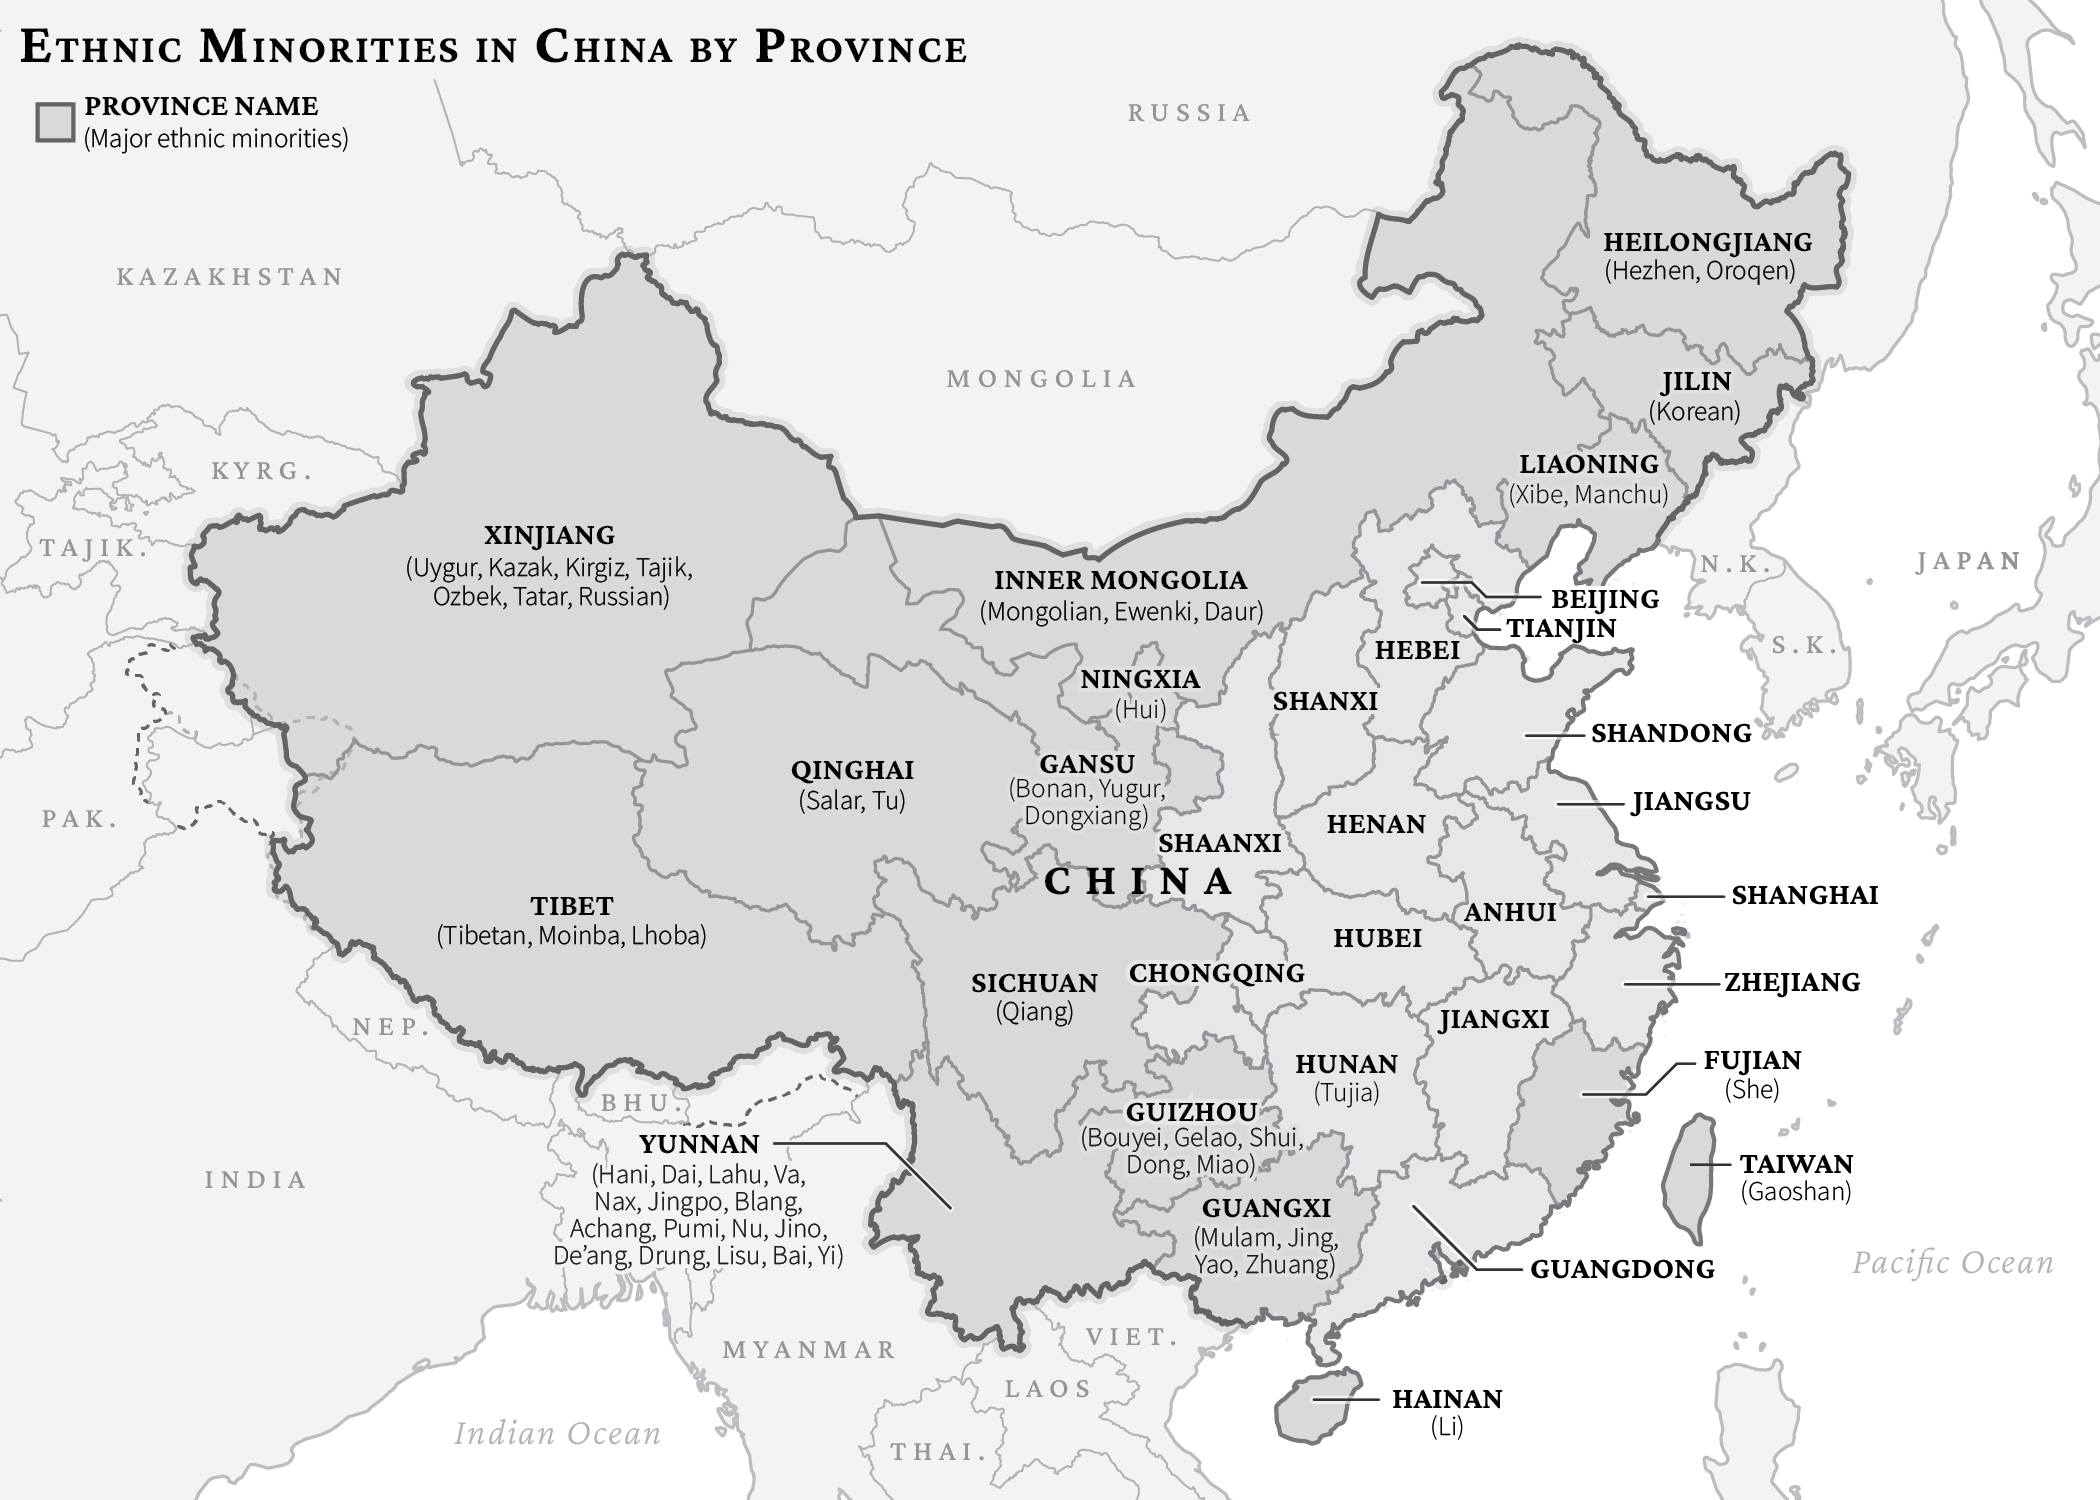 ETHNIC MINORITIES IN CHINA BY PROVINCE
PROVINCE NAME
(Major ethnic minorities)
RUSSIA
KAZAKHSTAN
MONGOLIA
KYRG.
TAJIK.
PAK.
NEP.
BHU.
INDIA
MYANMAR
VIET.
LAOS
THAI.
N.K.
S.K.
JAPAN
Indian Ocean
Pacific Ocean
HEILONGJIANG
(Hezhen, Oroqen)
JILIN
(Korean)
LIAONING
(Xibe, Manchu)
XINJIANG
(Uygur, Kazak, Kirgiz, Tajik,
Ozbek, Tatar, Russian)
INNER MONGOLIA
(Mongolian, Ewenki, Daur)
BEIJING
TIANJIN
HEBEI
NINGXIA
(Hui)
SHANXI
SHANDONG
QINGHAI
(Salar, Tu)
GANSU
(Bonan, Yugur,
Dongxiang)
JIANGSU
HENAN
SHAANXI
CHINA
TIBET
(Tibetan, Moinba, Lhoba)
SHANGHAI
ANHUI
HUBEI
SICHUAN
(Qiang)
CHONGQING
ZHEJIANG
JIANGXI
HUNAN
(Tujia)
FUJIAN
(She)
GUIZHOU
(Bouyei, Gelao, Shui,
Dong, Miao)
YUNNAN
(Hani, Dai, Lahu, Va,
Nax, Jingpo, Blang,
Achang, Pumi, Nu, Jino,
De’ang, Drung, Lisu, Bai, Yi)
TAIWAN
(Gaoshan)
GUANGXI
(Mulam, Jing,
Yao, Zhuang)
GUANGDONG
HAINAN
(Li)